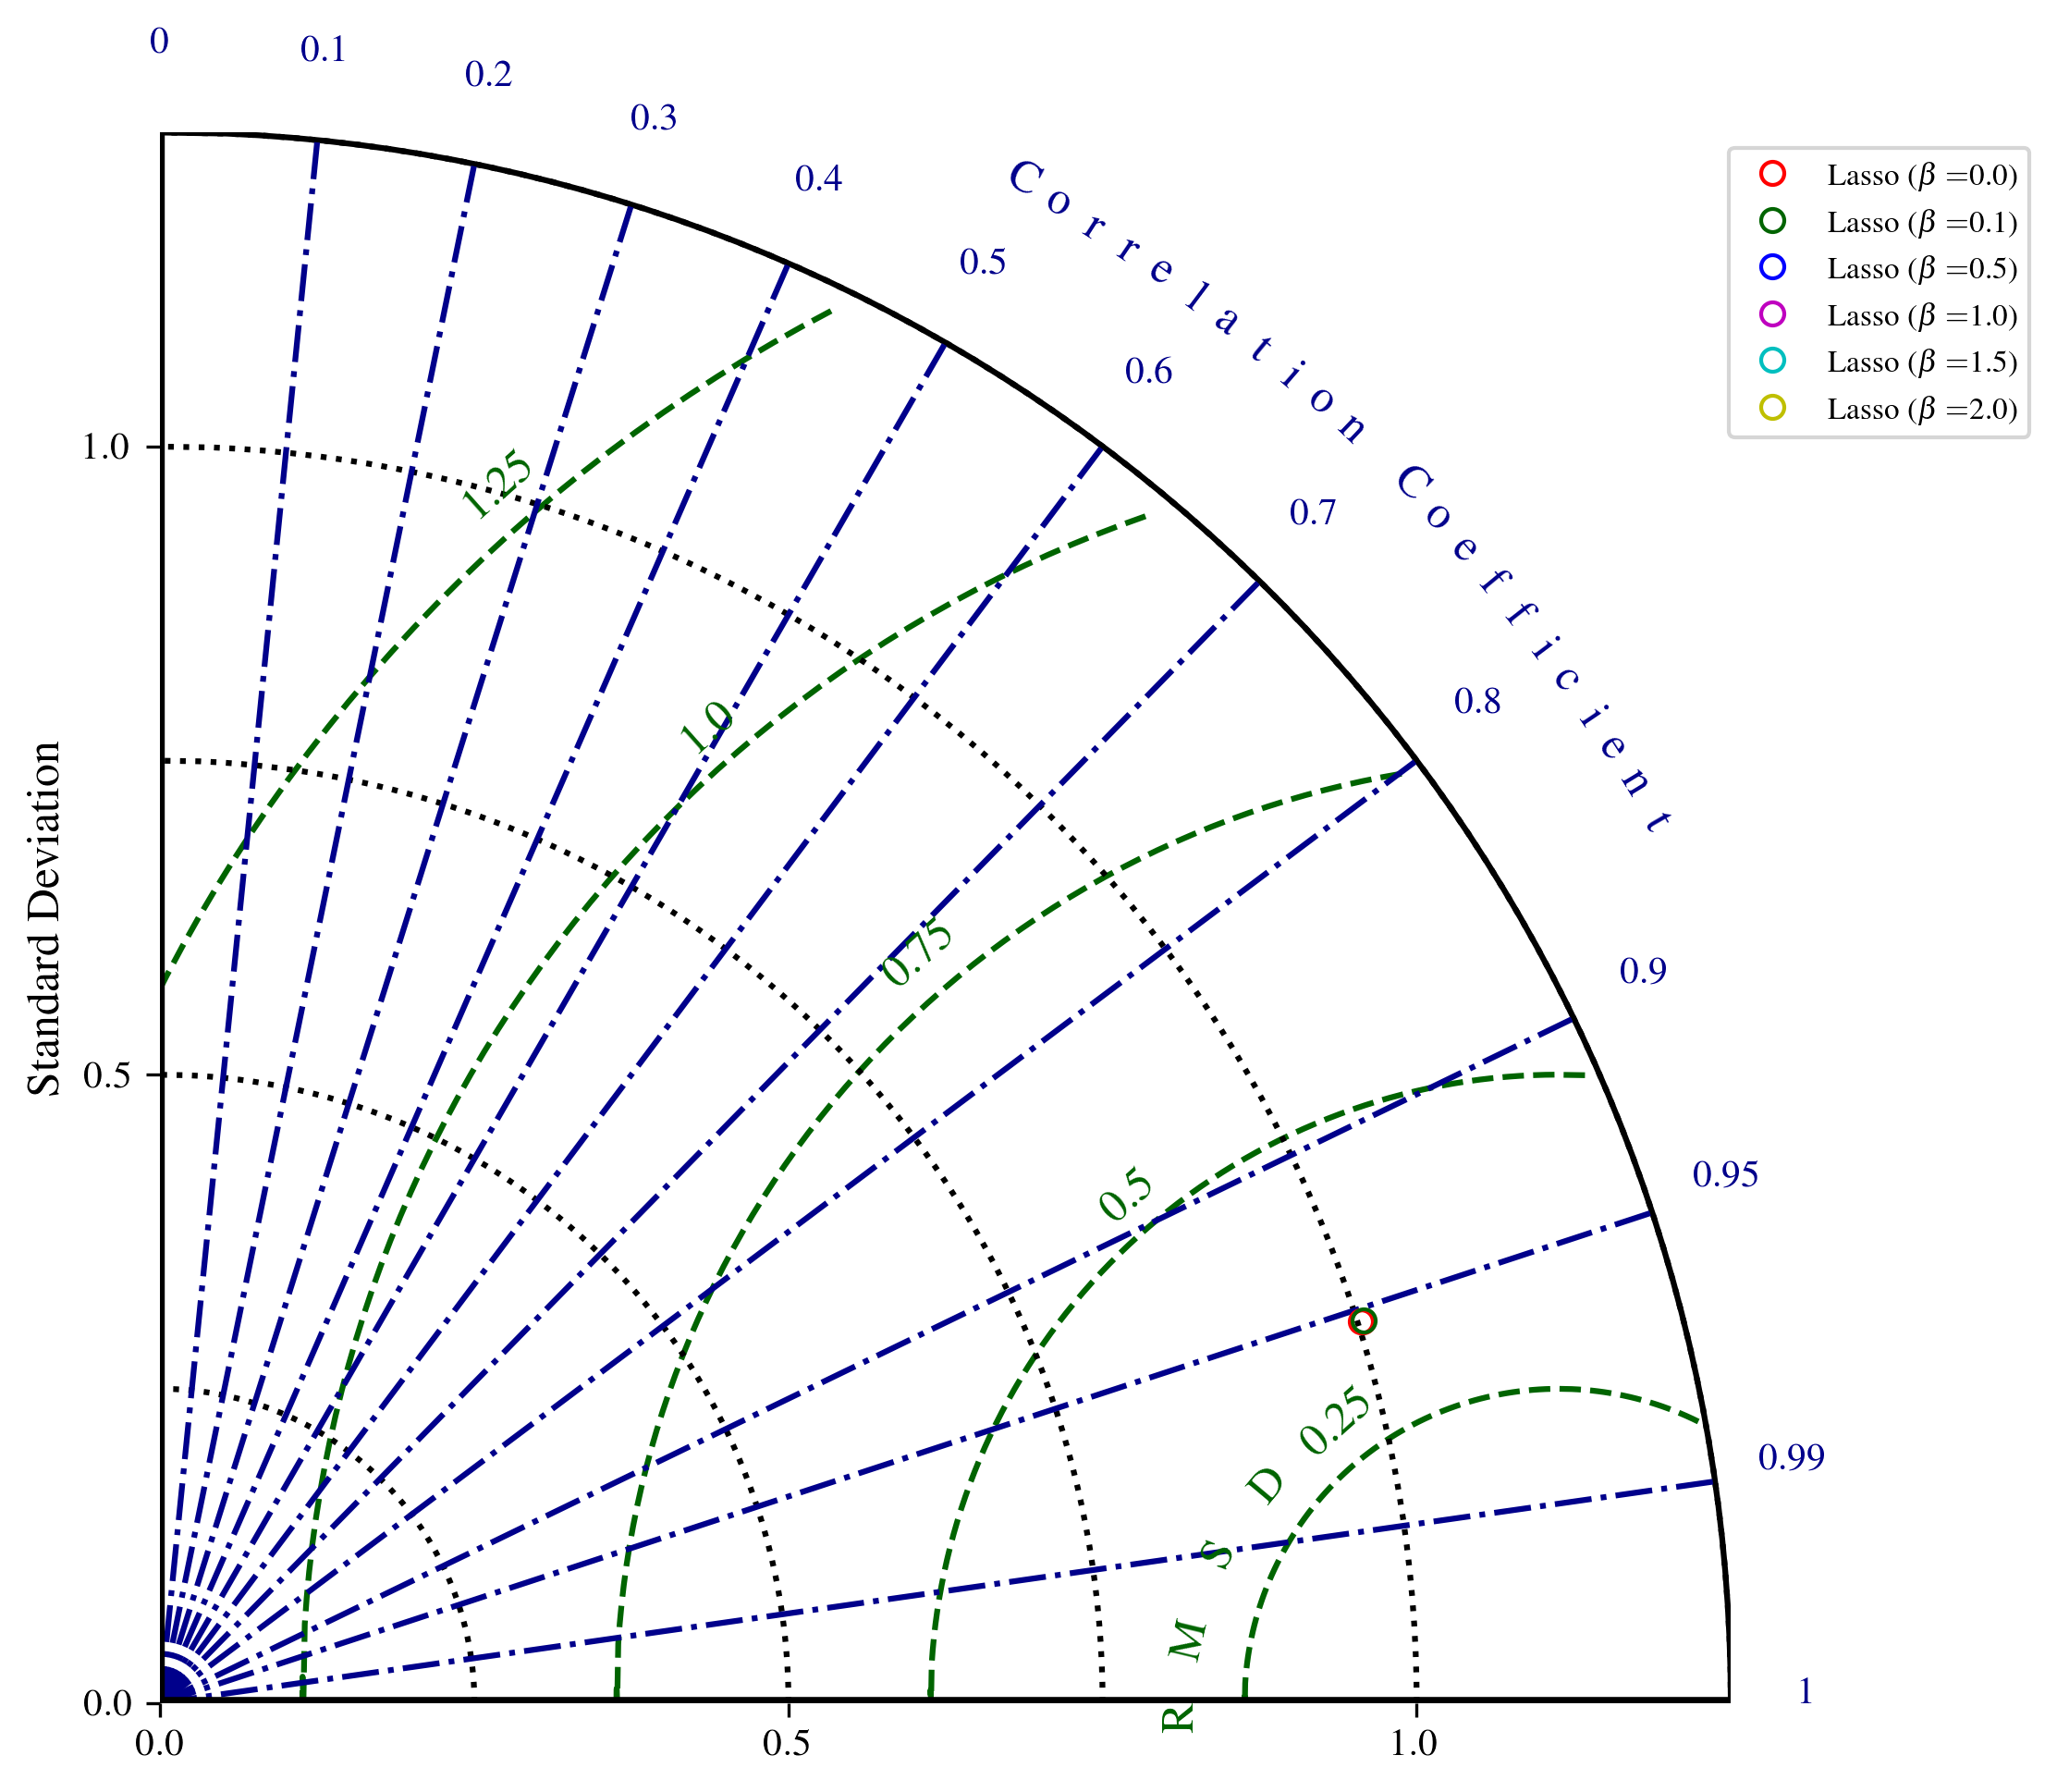 0
0.1
0.2
0.3
0.4
0.5
0.6
0.7
0.8
0.9
0.95
0.99
1
Correlation Coefficient
Lasso (β =0.0)
Lasso (β =0.1)
Lasso (β =0.5)
Lasso (β =1.0)
Lasso (β =1.5)
Lasso (β =2.0)
Standard Deviation
1.0
0.5
0.0
1.25
1.0
0.75
0.5
0.25
RMSD
0.0
0.5
1.0